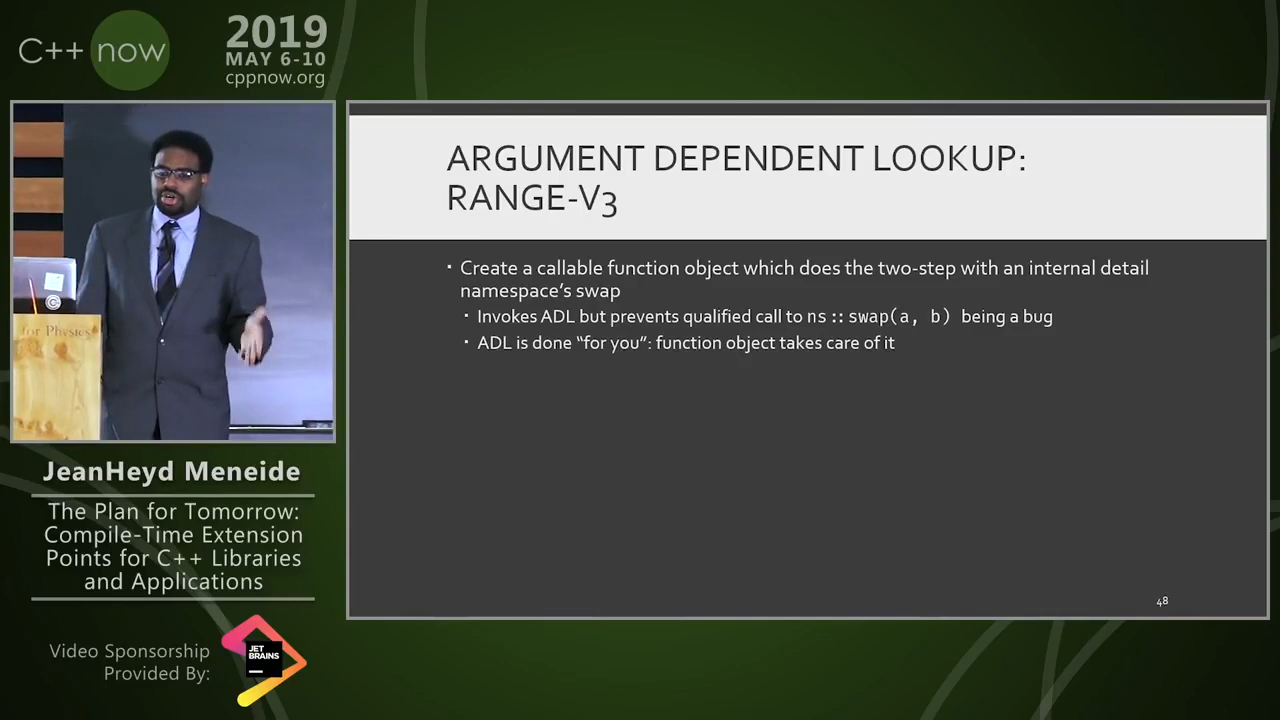 C++ now
2019
MAY 6-10
cppnow.org
for Physics
ARGUMENT DEPENDENT LOOKUP:
RANGE-V3
▪ Create a callable function object which does the two-step with an internal detail
namespace's swap
▪ Invokes ADL but prevents qualified call to ns::swap(a, b) being a bug
▪ ADL is done “for you”: function object takes care of it
48
JeanHeyd Meneide
The Plan for Tomorrow:
Compile-Time Extension
Points for C++ Libraries
and Applications
Video Sponsorship
Provided By:
JET
BRAINS